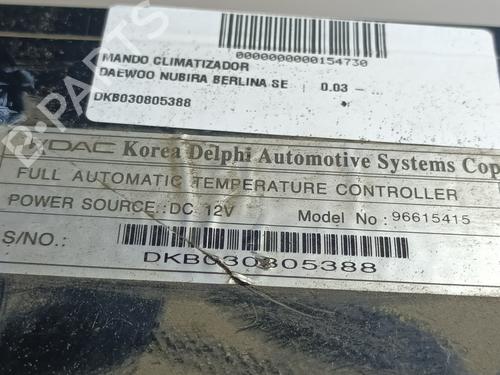 B-PARTS
0000000000154730
MANDO CLIMATIZADOR
DAEWOO NUBIRA BERLINA SE | 0.03 - ...
DKB030805388
KDAC Korea Delphi Automotive Systems Cop
FULL AUTOMATIC TEMPERATURE CONTROLLER
POWER SOURCE: DC 12V Model No : 96615415
S/NO.:
DKB030805388